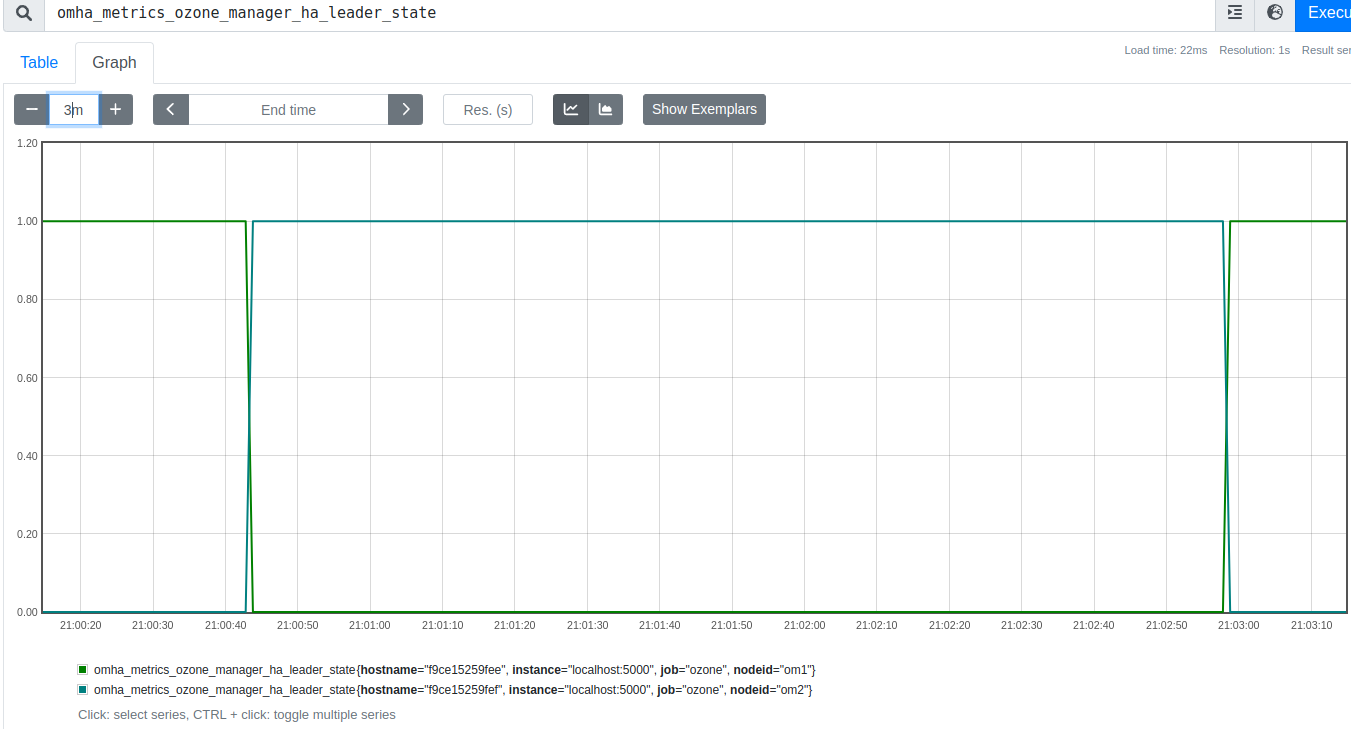 omha_metrics_ozone_manager_ha_leader_state
Execu
Table
Graph
Load time: 22ms Resolution: 1s Result ser
3m
End time
Res. (s)
Show Exemplars
1.20
1.00
0.80
0.60
0.40
0.20
0.00
21:00:20 21:00:30 21:00:40 21:00:50 21:01:00 21:01:10 21:01:20 21:01:30 21:01:40 21:01:50 21:02:00 21:02:10 21:02:20 21:02:30 21:02:40 21:02:50 21:03:00 21:03:10
omha_metrics_ozone_manager_ha_leader_state{hostname="f9ce15259fee", instance="localhost:5000", job="ozone", nodeid="om1"}
omha_metrics_ozone_manager_ha_leader_state{hostname="f9ce15259fef", instance="localhost:5000", job="ozone", nodeid="om2"}
Click: select series, CTRL + click: toggle multiple series